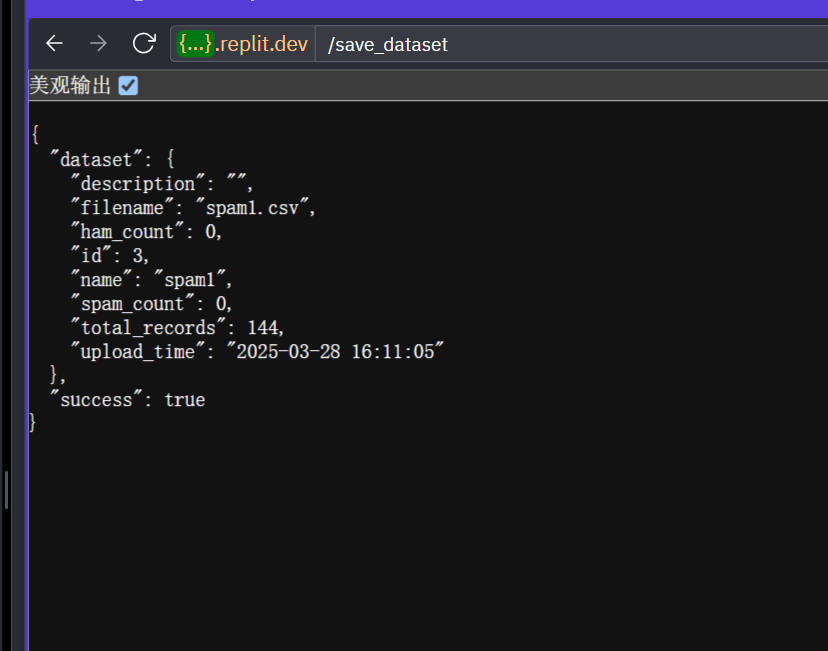 {...}.replit.dev /save_dataset
美观输出
{
  "dataset": {
    "description": "",
    "filename": "spam1.csv",
    "ham_count": 0,
    "id": 3,
    "name": "spam1",
    "spam_count": 0,
    "total_records": 144,
    "upload_time": "2025-03-28 16:11:05"
  },
  "success": true
}